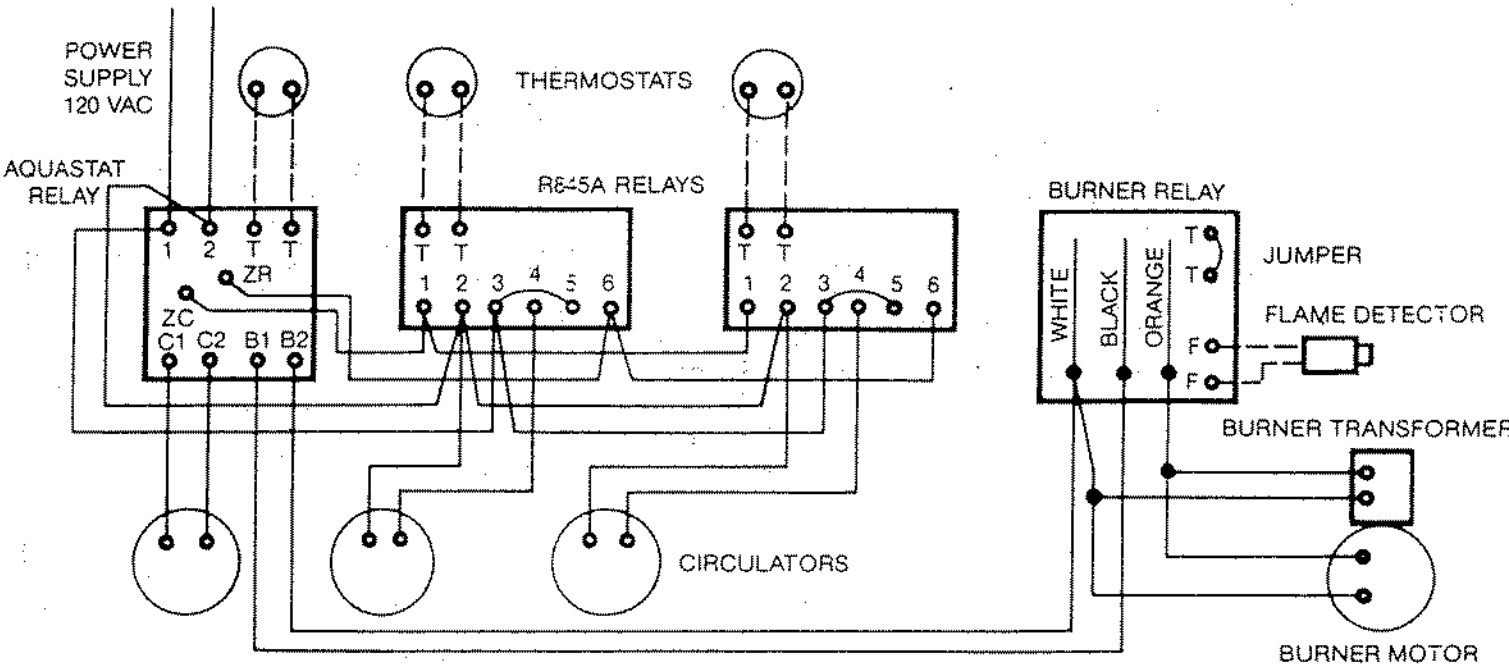 POWER
SUPPLY
120 VAC
THERMOSTATS
AQUASTAT
RELAY
R845A RELAYS
BURNER RELAY
1 2 T T
ZR
ZC
C1 C2 B1 B2
T T
1 2 3 4 5 6
T T
1 2 3 4 5 6
WHITE
BLACK
ORANGE
T
T
JUMPER
F
F
FLAME DETECTOR
BURNER TRANSFORMER
CIRCULATORS
BURNER MOTOR